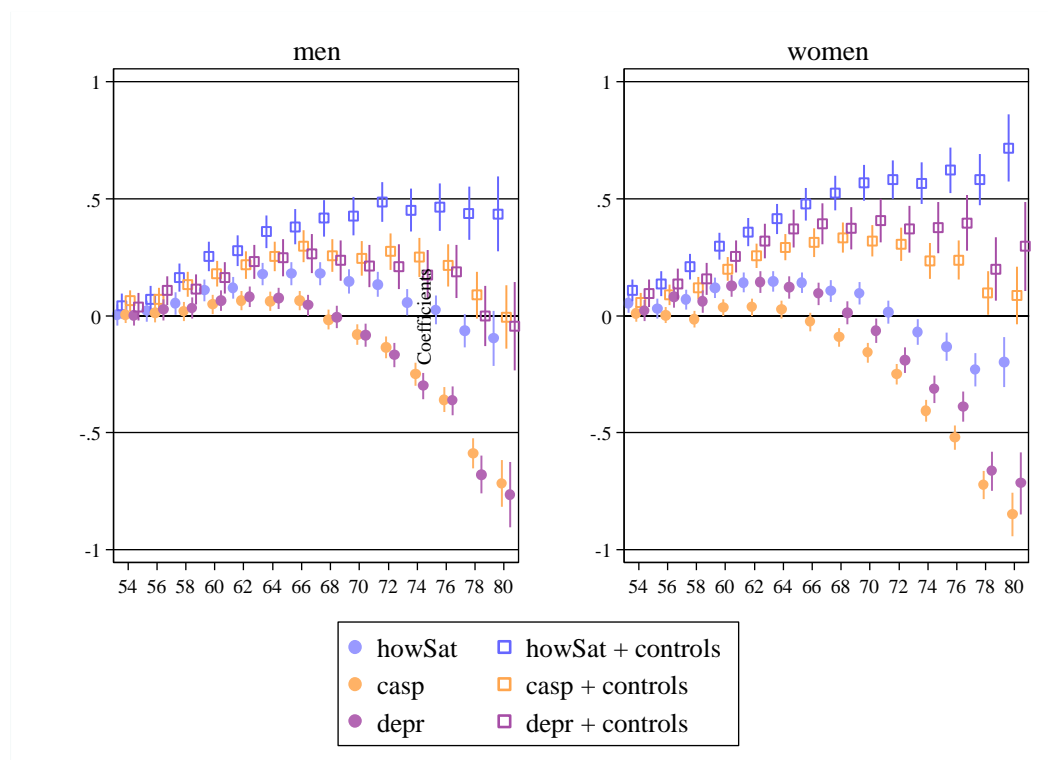 men
women
1
.5
0
-.5
-1
54 56 58 60 62 64 66 68 70 72 74 76 78 80
Coefficients
1
.5
0
-.5
-1
54 56 58 60 62 64 66 68 70 72 74 76 78 80
howSat howSat + controls
casp casp + controls
depr depr + controls